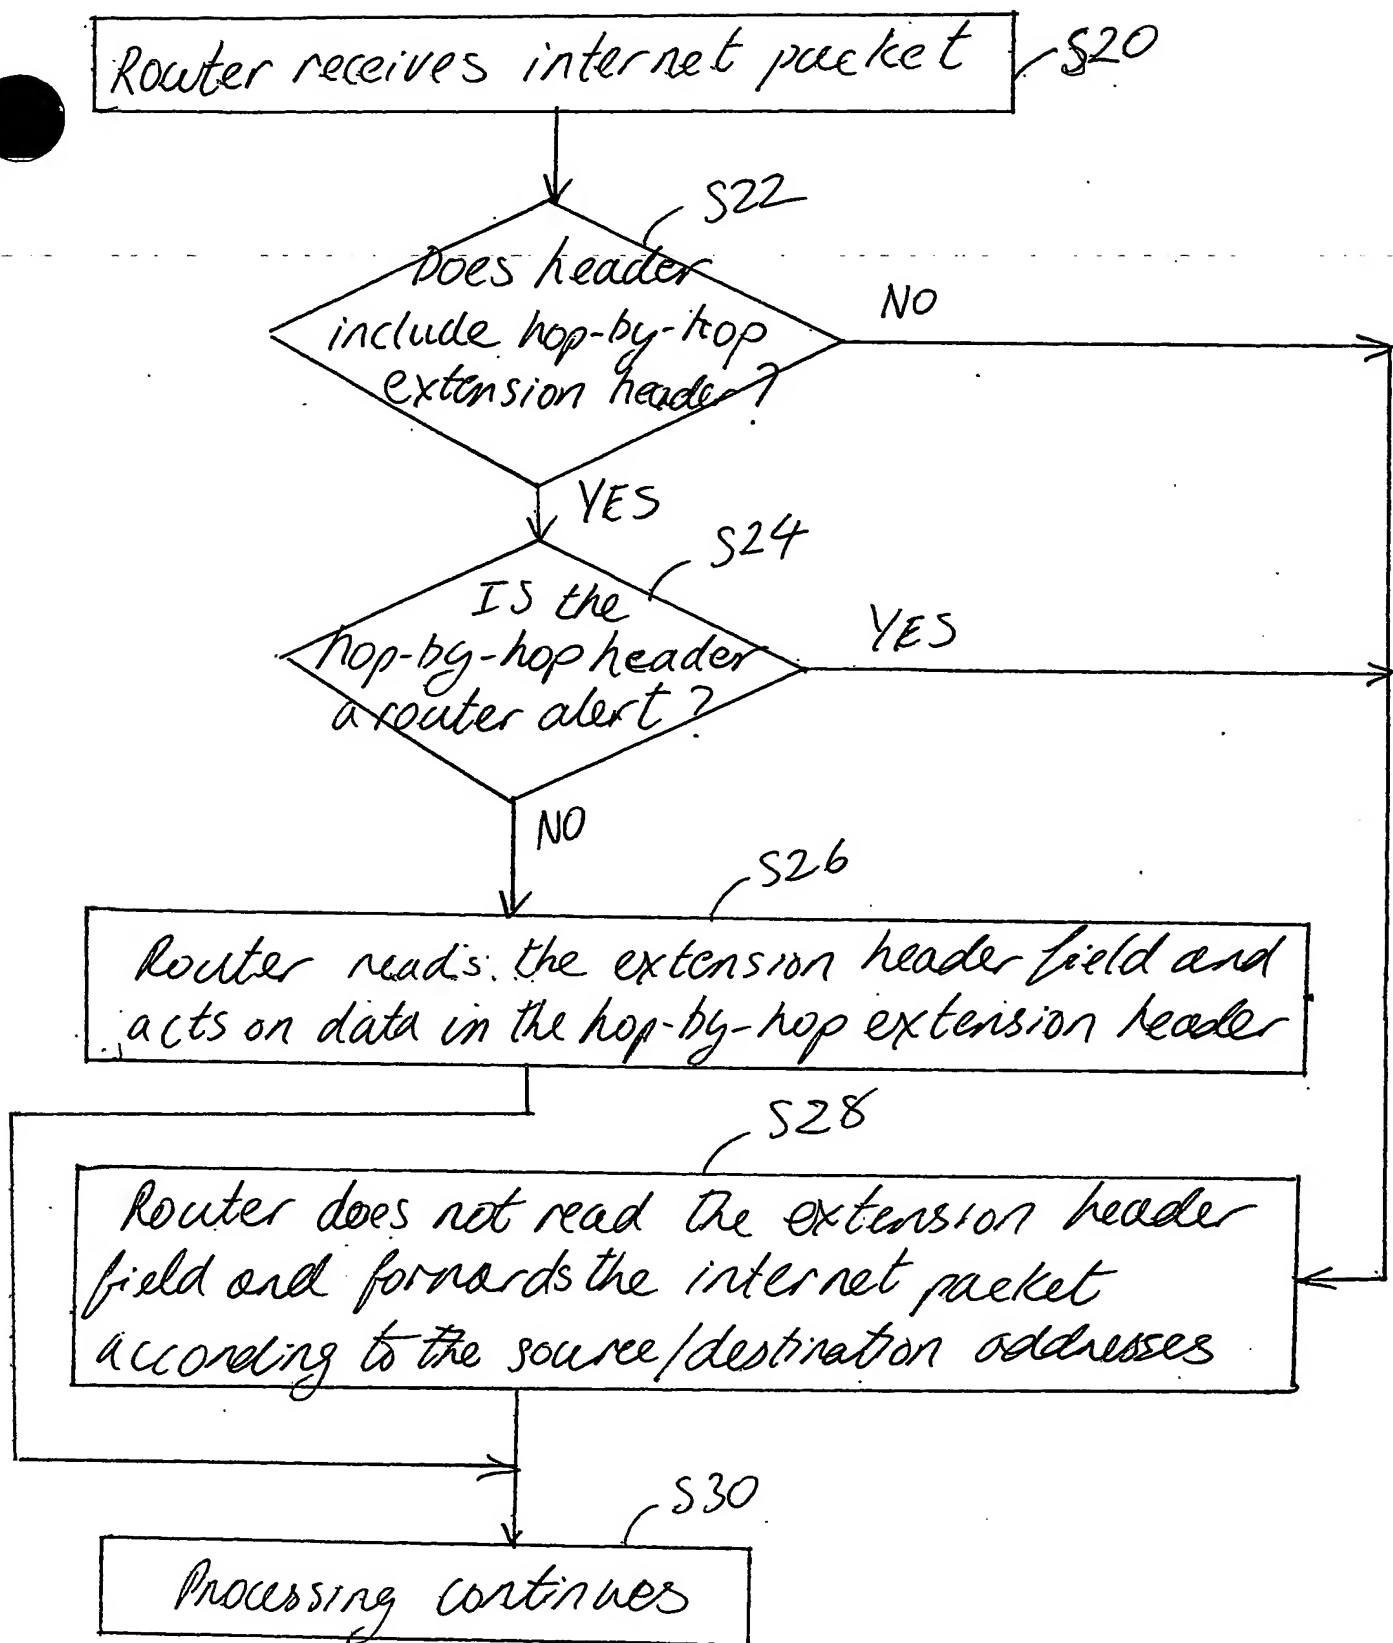 Router receives internet packet
S20
S22
Does header
include hop-by-hop
extension header?
NO
YES
S24
Is the
hop-by-hop header
a router alert?
YES
NO
S26
Router reads the extension header field and
acts on data in the hop-by-hop extension header
S28
Router does not read the extension header
field and forwards the internet packet
according to the source/destination addresses
S30
Processing continues